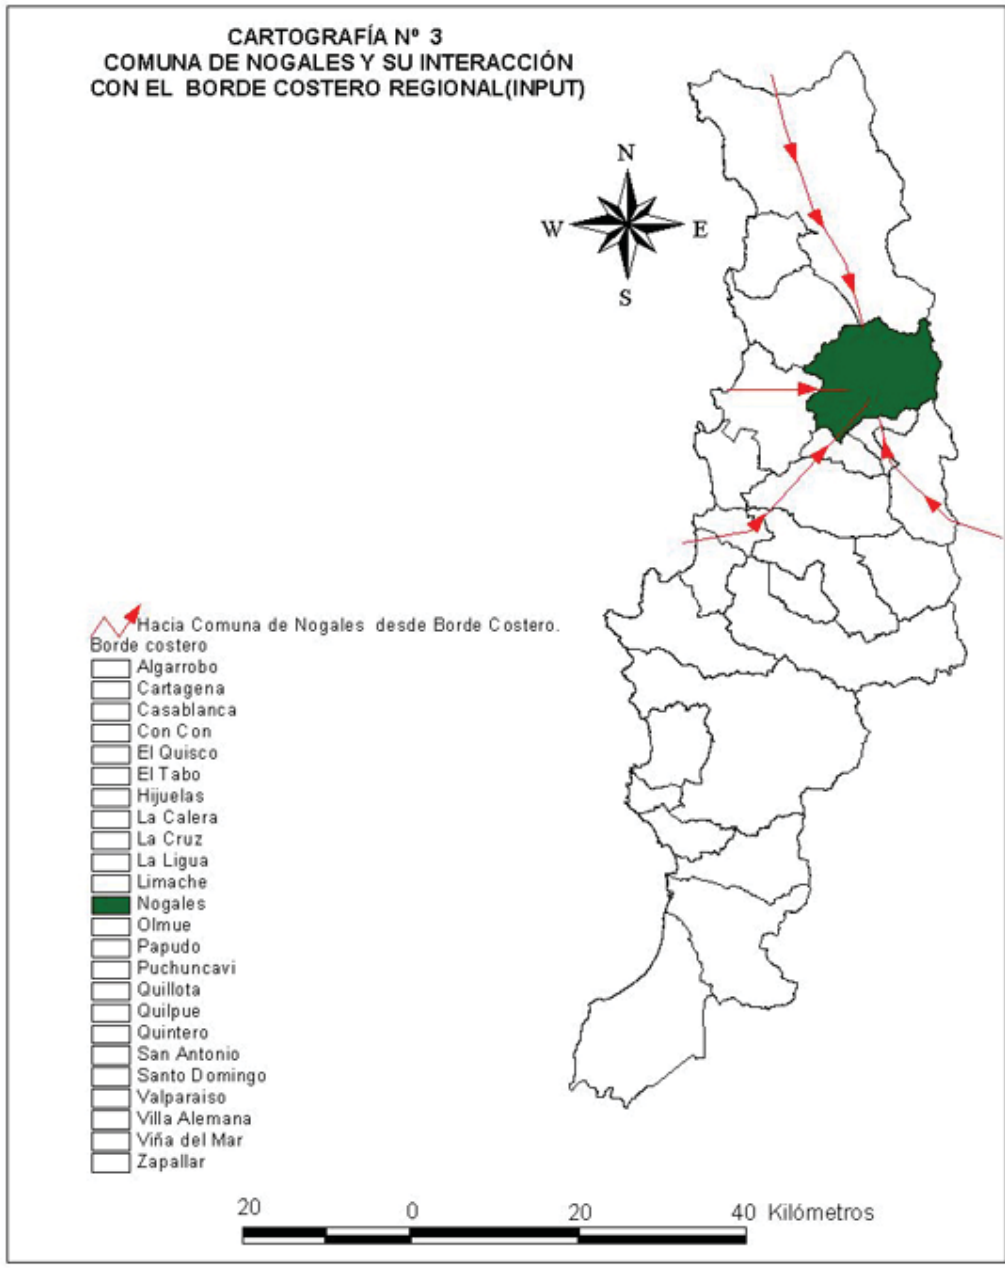 CARTOGRAFÍA Nº 3
COMUNA DE NOGALES Y SU INTERACCIÓN
CON EL BORDE COSTERO REGIONAL(INPUT)
N
W
E
S
Hacia Comuna de Nogales desde Borde Costero.
Borde costero
Algarrobo
Cartagena
Casablanca
Con Con
El Quisco
El Tabo
Hijuelas
La Calera
La Cruz
La Ligua
Limache
Nogales
Olmue
Papudo
Puchuncavi
Quillota
Quilpue
Quintero
San Antonio
Santo Domingo
Valparaiso
Villa Alemana
Viña del Mar
Zapallar
20 0 20 40 Kilómetros